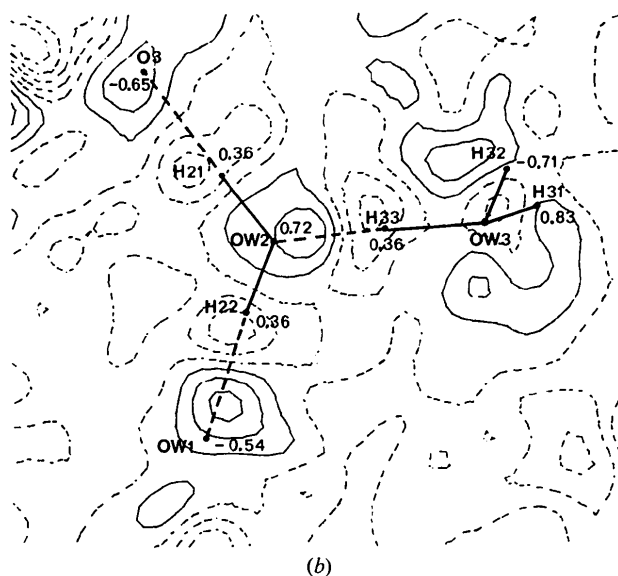 O3
-0.65
H21
0.36
H32
-0.71
H31
0.83
OW2
0.72
H33
0.36
OW3
H22
0.36
OW1
-0.54
(b)